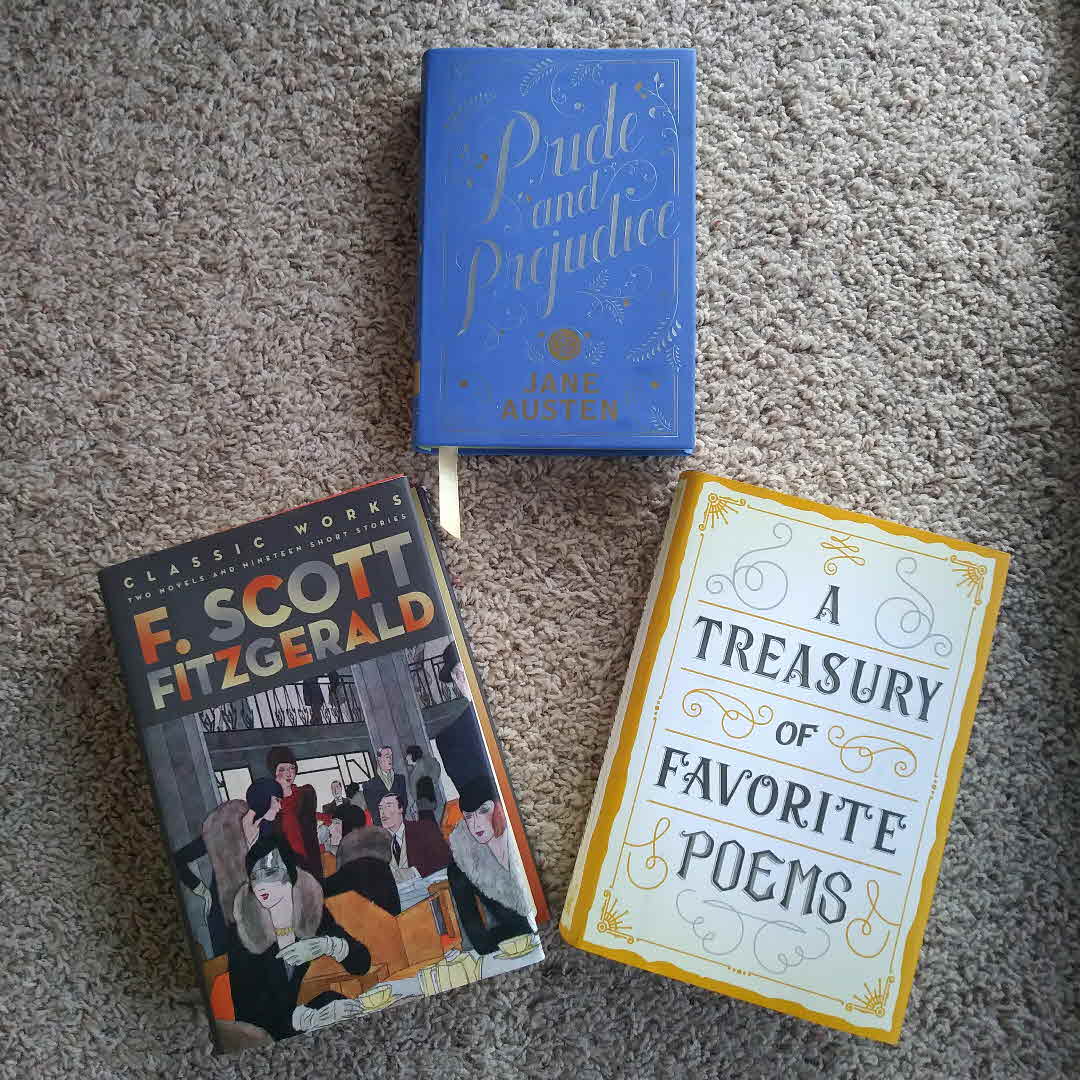 Pride
and
Prejudice
JANE
AUSTEN
CLASSIC WORKS
TWO NOVELS AND NINETEEN SHORT STORIES
F. SCOTT
FITZGERALD
A
TREASURY
OF
FAVORITE
POEMS